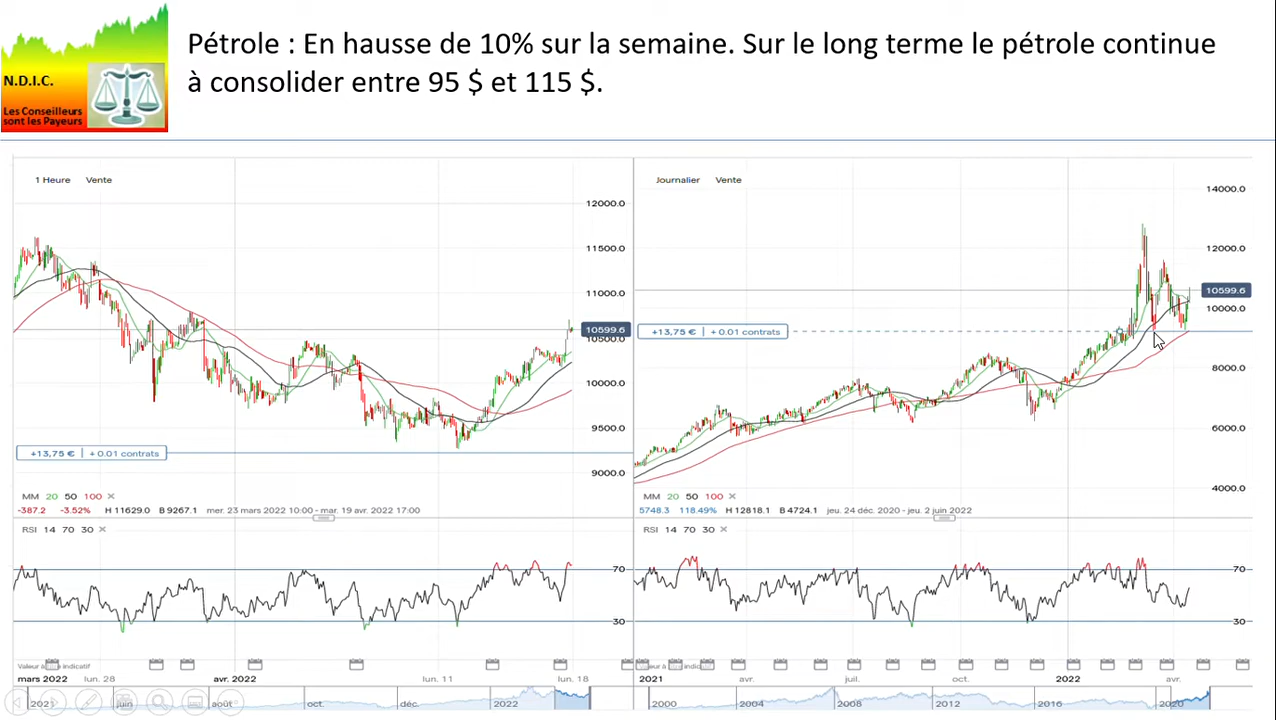 N.D.I.C.
Les Conseilleurs
sont les Payeurs
Pétrole : En hausse de 10% sur la semaine. Sur le long terme le pétrole continue
à consolider entre 95 $ et 115 $.
1 Heure Vente
12000.0
11500.0
11000.0
10599.6
10500.0
10000.0
9500.0
+13,75 € + 0.01 contrats
9000.0
MM 20 50 100
-387.2 -3.52% H 11629.0 B 9267.1 mer. 23 mars 2022 10:00 - mar. 19 avr. 2022 17:00
RSI 14 70 30
70
30
Valeur à titre indicatif
mars 2022 lun. 28 avr. 2022 lun. 11 lun. 18
2021 juin août oct. déc. 2022
Journalier Vente
14000.0
12000.0
10599.6
10000.0
+13,75 € + 0.01 contrats
8000.0
6000.0
4000.0
MM 20 50 100
5748.3 118.49% H 12818.1 B 4724.1 jeu. 24 déc. 2020 - jeu. 2 juin 2022
RSI 14 70 30
70
30
2021 avr. juil. oct. 2022 avr.
2000 2004 2008 2012 2016 2020